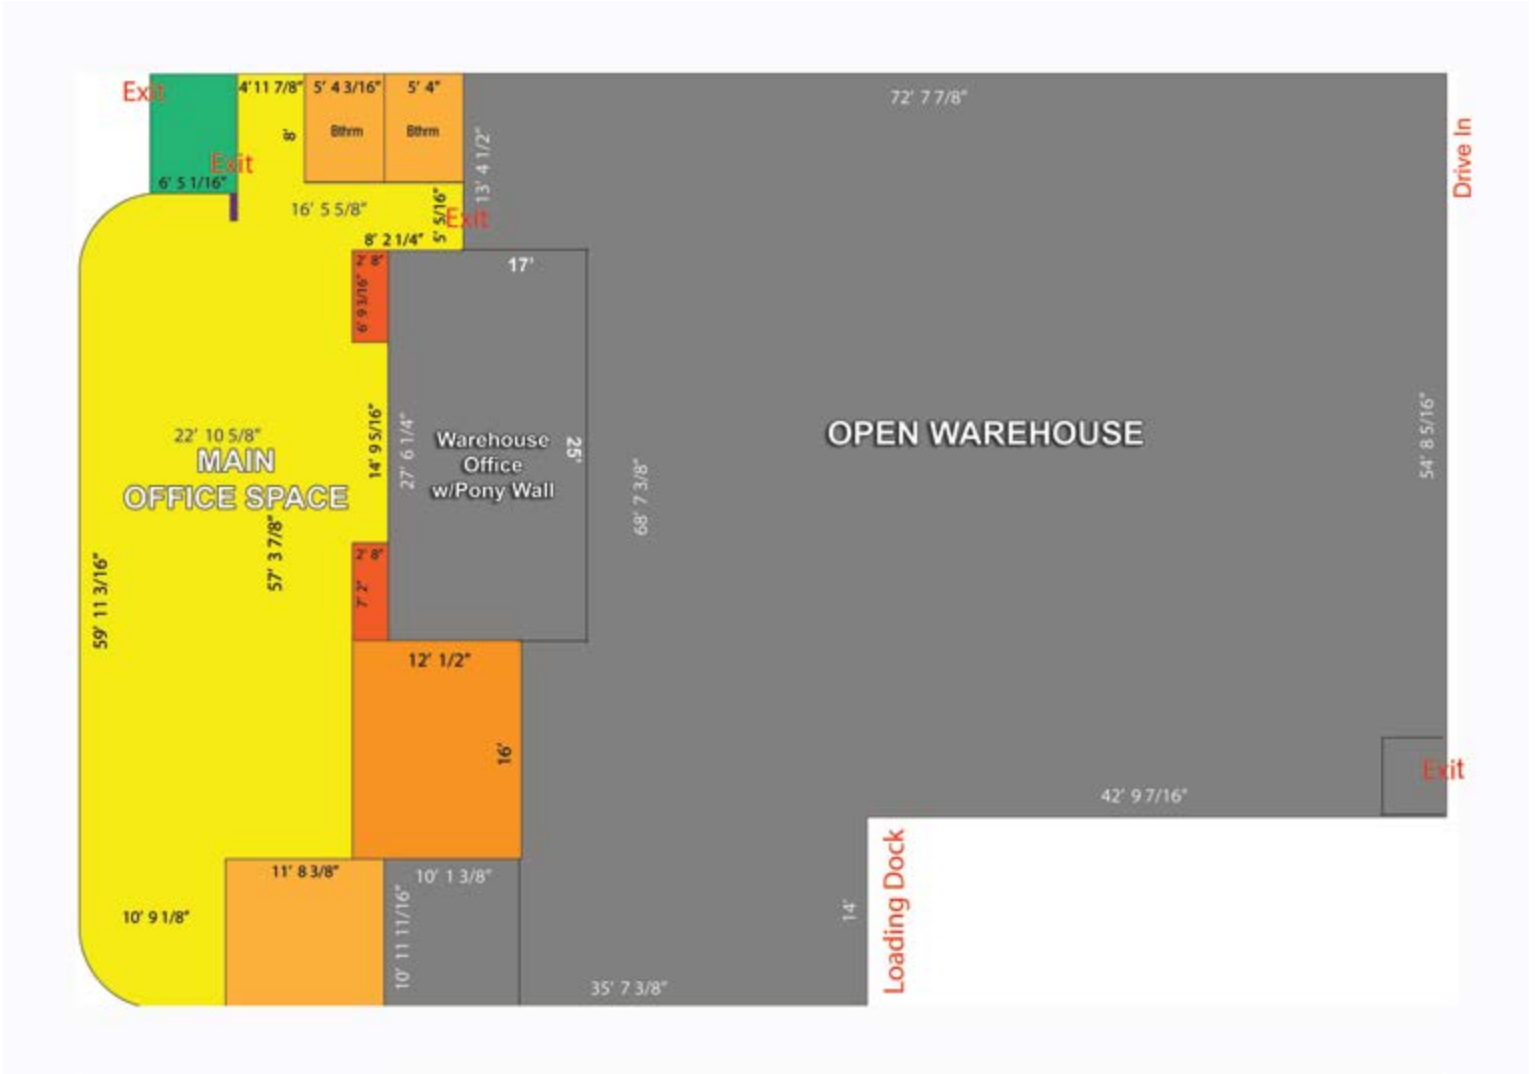 Exit
4' 11 7/8"
5' 4 3/16"
5' 4"
72' 7 7/8"
8'
Bthrm
Bthrm
13' 4 1/2"
Drive In
Exit
6' 5 1/16"
16' 5 5/8"
5' 5/16"
Exit
8' 2 1/4"
2' 8"
17'
6' 9 3/16"
22' 10 5/8"
MAIN
OFFICE SPACE
14' 9 5/16"
27' 6 1/4"
Warehouse
Office
w/Pony Wall
25'
68' 7 3/8"
OPEN WAREHOUSE
54' 8 5/16"
57' 3 7/8"
59' 11 3/16"
2' 8"
7' 2"
12' 1/2"
16'
42' 9 7/16"
Exit
11' 8 3/8"
10' 1 3/8"
10' 9 1/8"
10' 11 11/16"
14'
Loading Dock
35' 7 3/8"